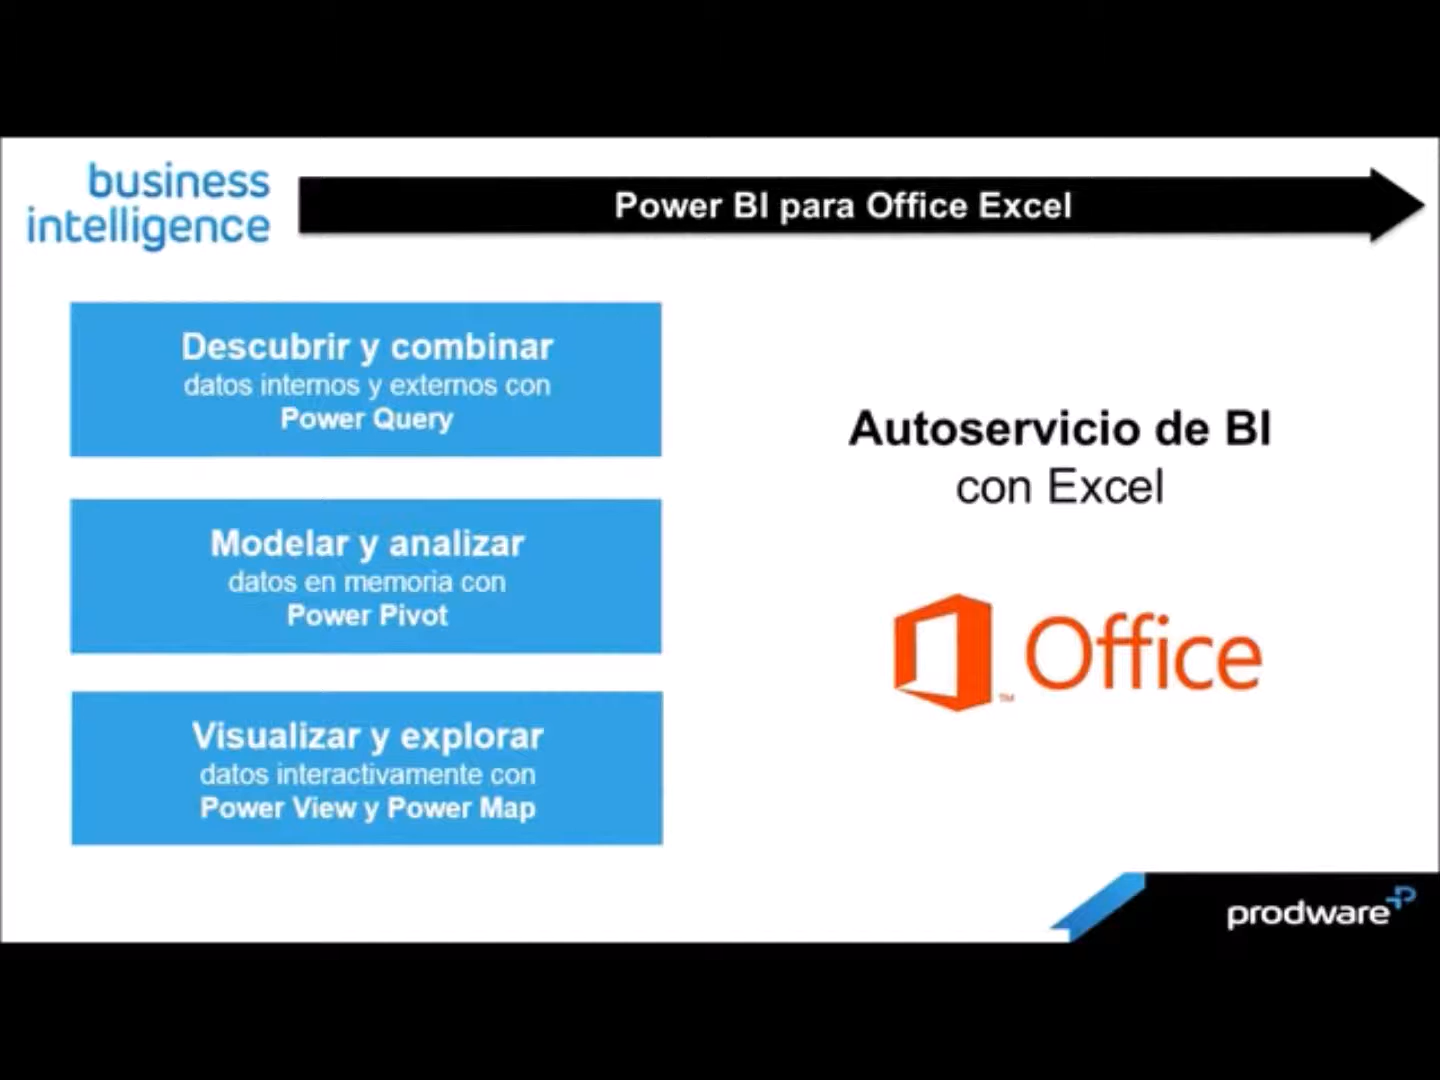 business
intelligence
Power BI para Office Excel
Descubrir y combinar
datos internos y externos con
Power Query
Modelar y analizar
datos en memoria con
Power Pivot
Visualizar y explorar
datos interactivamente con
Power View y Power Map
Autoservicio de BI
con Excel
Office
TM
prodware